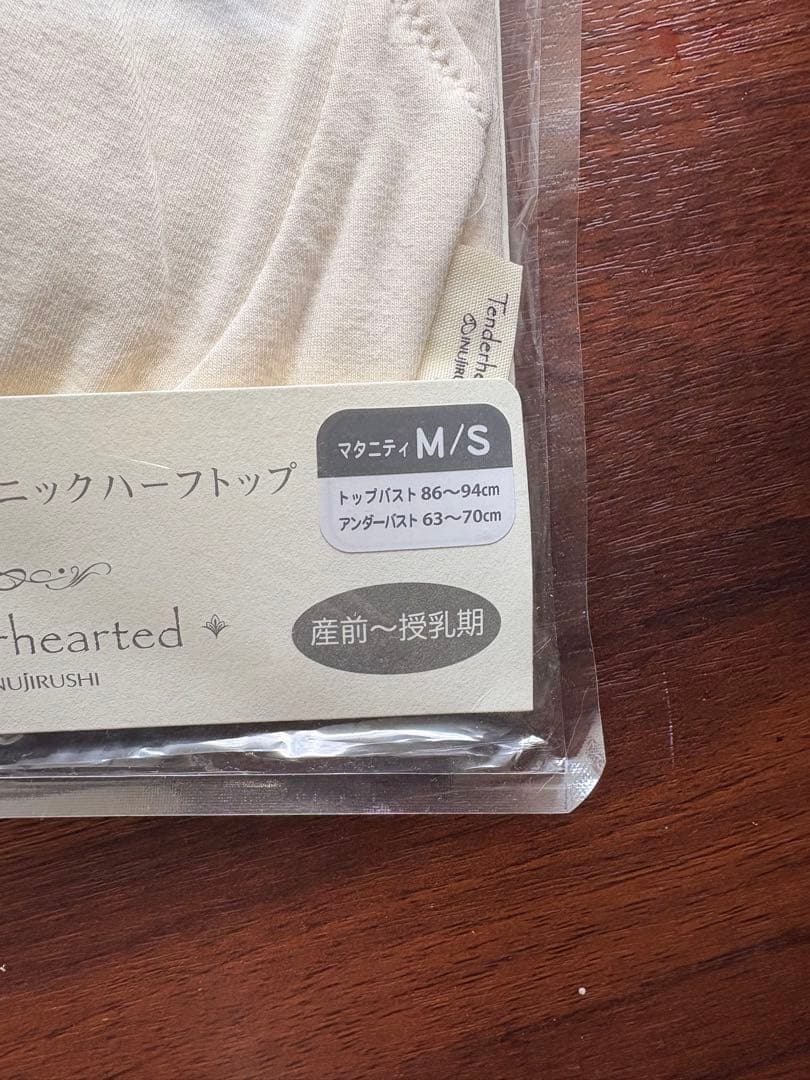 Tenderhe
INUJIRU
マタニティ M/S
トップバスト 86〜94cm
アンダーバスト 63〜70cm
ニックハーフトップ
rhearted
NUJIRUSHI
産前〜授乳期